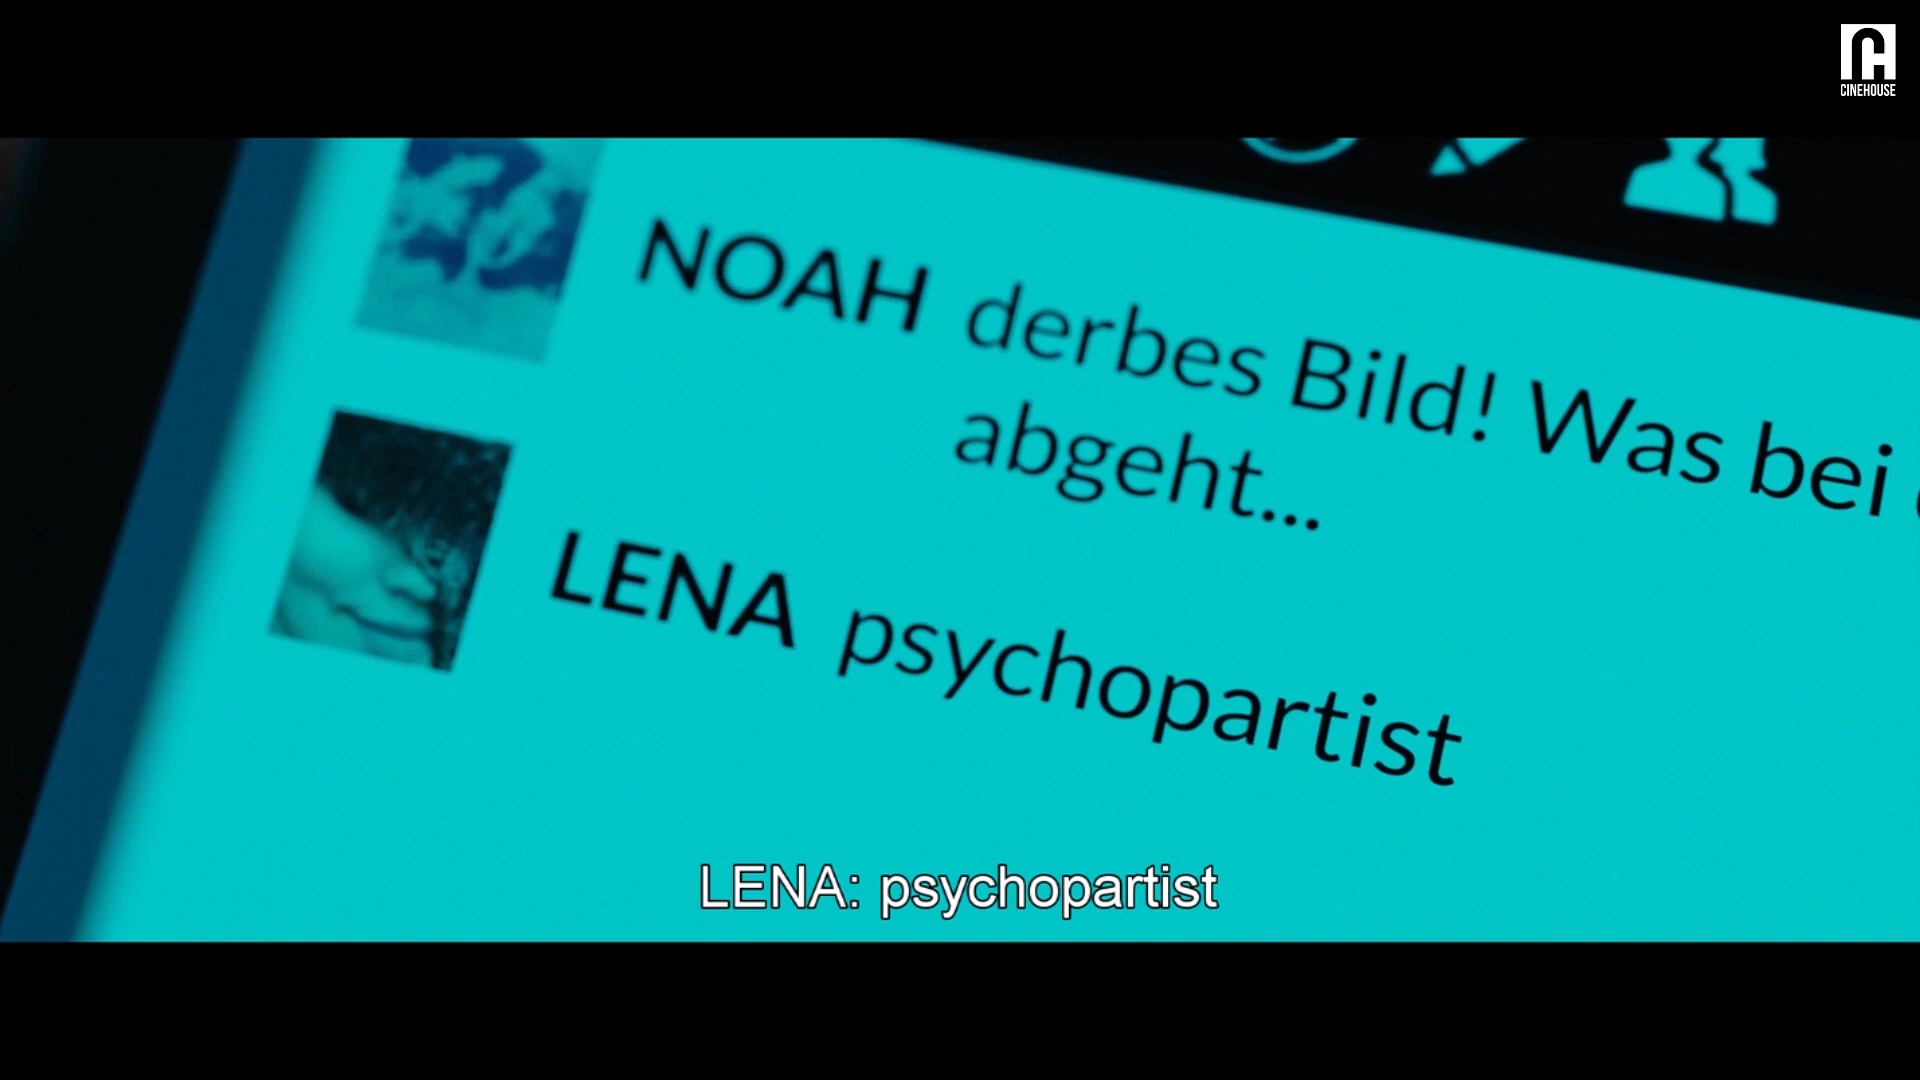 CINEHOUSE
NOAH derbes Bild! Was bei
abgeht...
LENA psychopartist
LENA: psychopartist